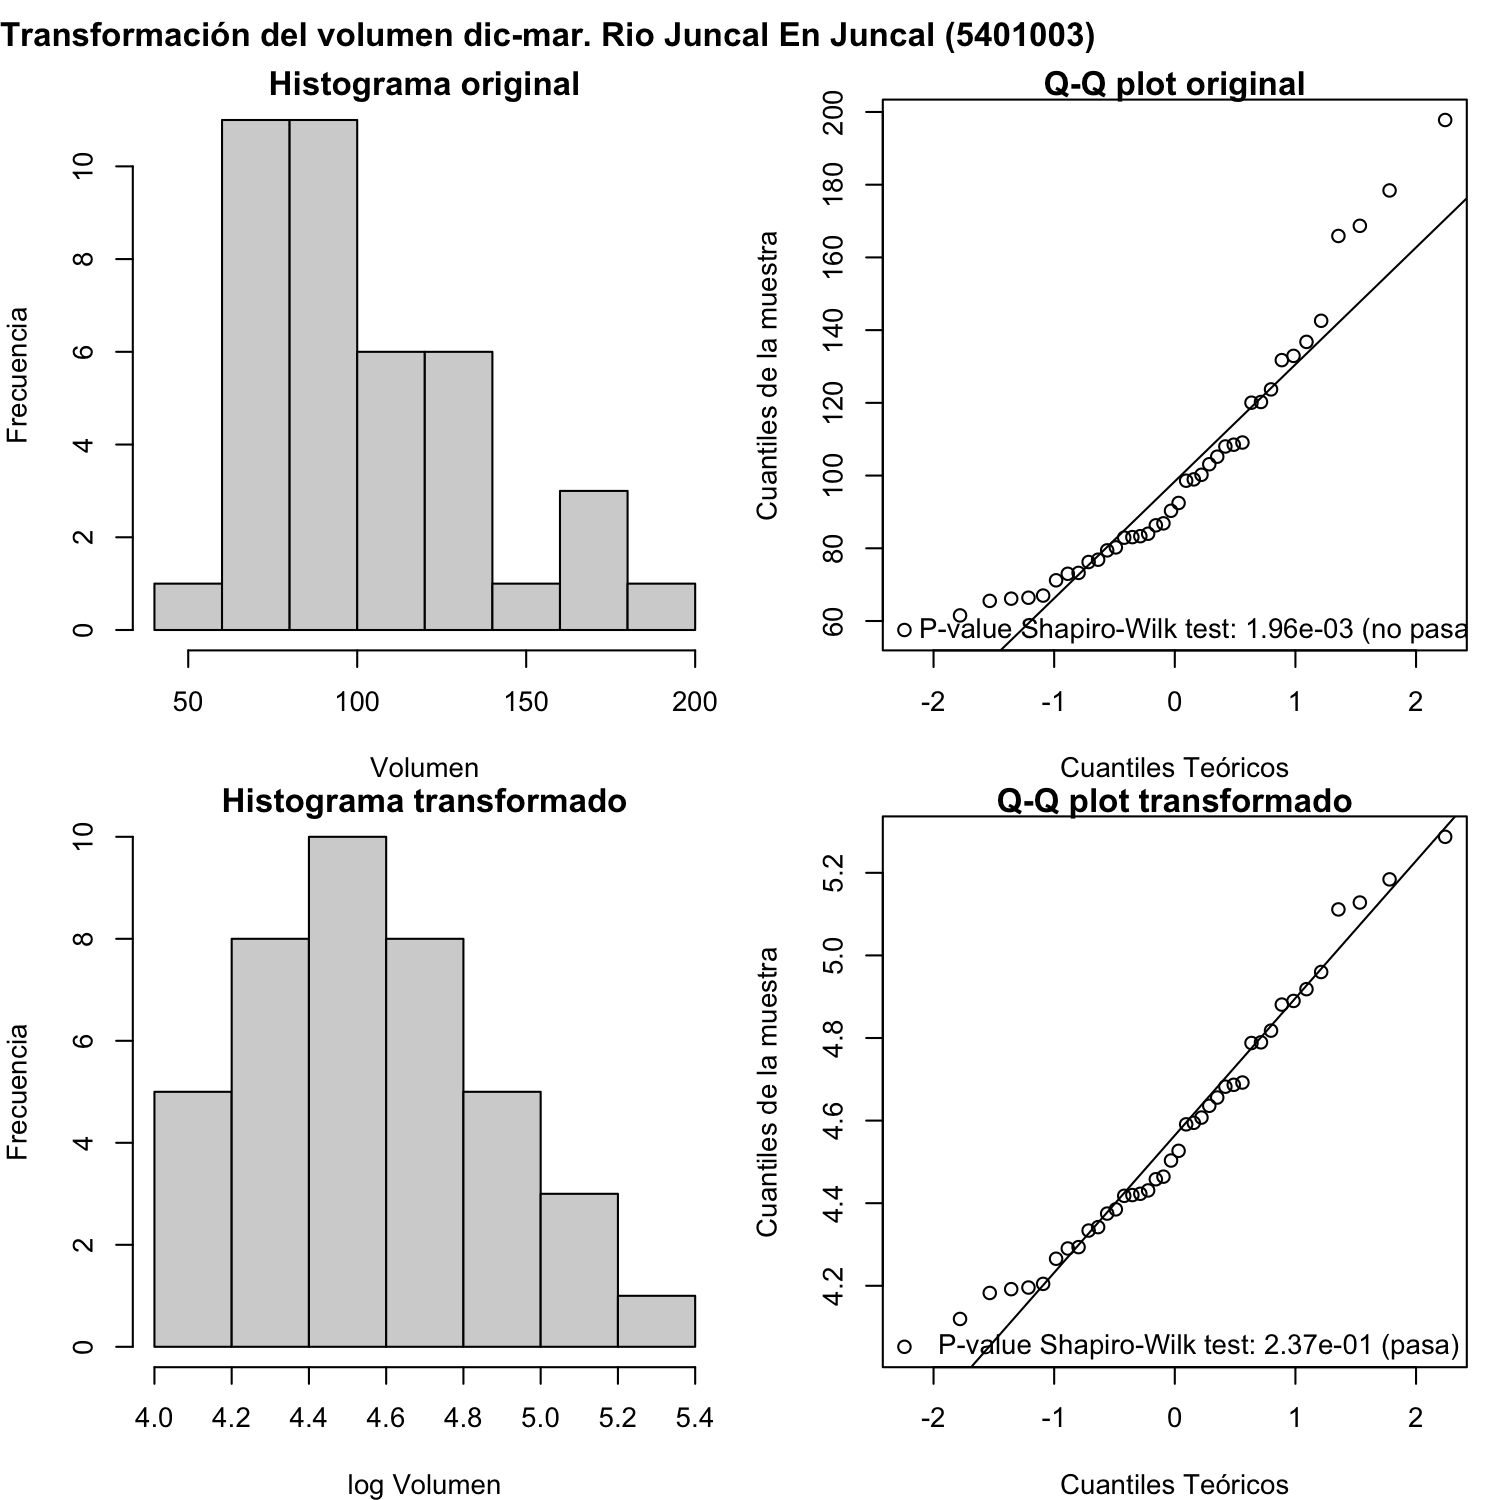 Transformación del volumen dic-mar. Rio Juncal En Juncal (5401003)
Histograma original
Frecuencia
0 2 4 6 8 10
50 100 150 200
Volumen
Q-Q plot original
Cuantiles de la muestra
60 80 100 120 140 160 180 200
P-value Shapiro-Wilk test: 1.96e-03 (no pasa
-2 -1 0 1 2
Cuantiles Teóricos
Histograma transformado
Frecuencia
0 2 4 6 8 10
4.0 4.2 4.4 4.6 4.8 5.0 5.2 5.4
log Volumen
Q-Q plot transformado
Cuantiles de la muestra
4.2 4.4 4.6 4.8 5.0 5.2
P-value Shapiro-Wilk test: 2.37e-01 (pasa)
-2 -1 0 1 2
Cuantiles Teóricos